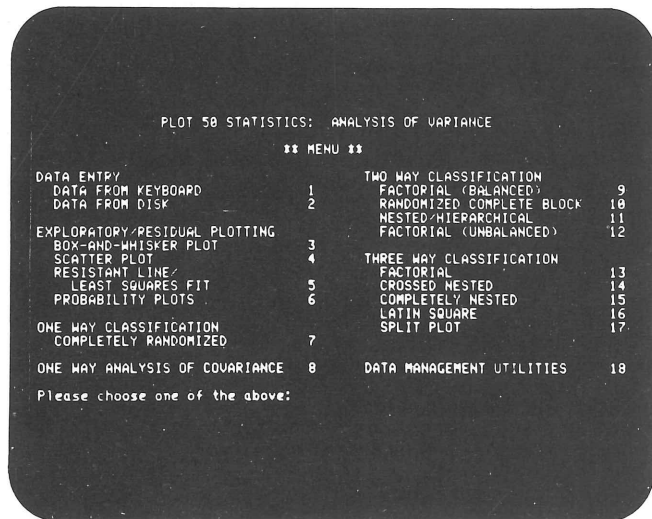 PLOT 50 STATISTICS: ANALYSIS OF VARIANCE
** MENU **
DATA ENTRY
DATA FROM KEYBOARD 1
DATA FROM DISK 2
EXPLORATORY/RESIDUAL PLOTTING
BOX-AND-WHISKER PLOT 3
SCATTER PLOT 4
RESISTANT LINE/
LEAST SQUARES FIT 5
PROBABILITY PLOTS 6
ONE WAY CLASSIFICATION
COMPLETELY RANDOMIZED 7
ONE WAY ANALYSIS OF COVARIANCE 8
TWO WAY CLASSIFICATION
FACTORIAL (BALANCED) 9
RANDOMIZED COMPLETE BLOCK 10
NESTED/HIERARCHICAL 11
FACTORIAL (UNBALANCED) 12
THREE WAY CLASSIFICATION
FACTORIAL 13
CROSSED NESTED 14
COMPLETELY NESTED 15
LATIN SQUARE 16
SPLIT PLOT 17
DATA MANAGEMENT UTILITIES 18
Please choose one of the above: